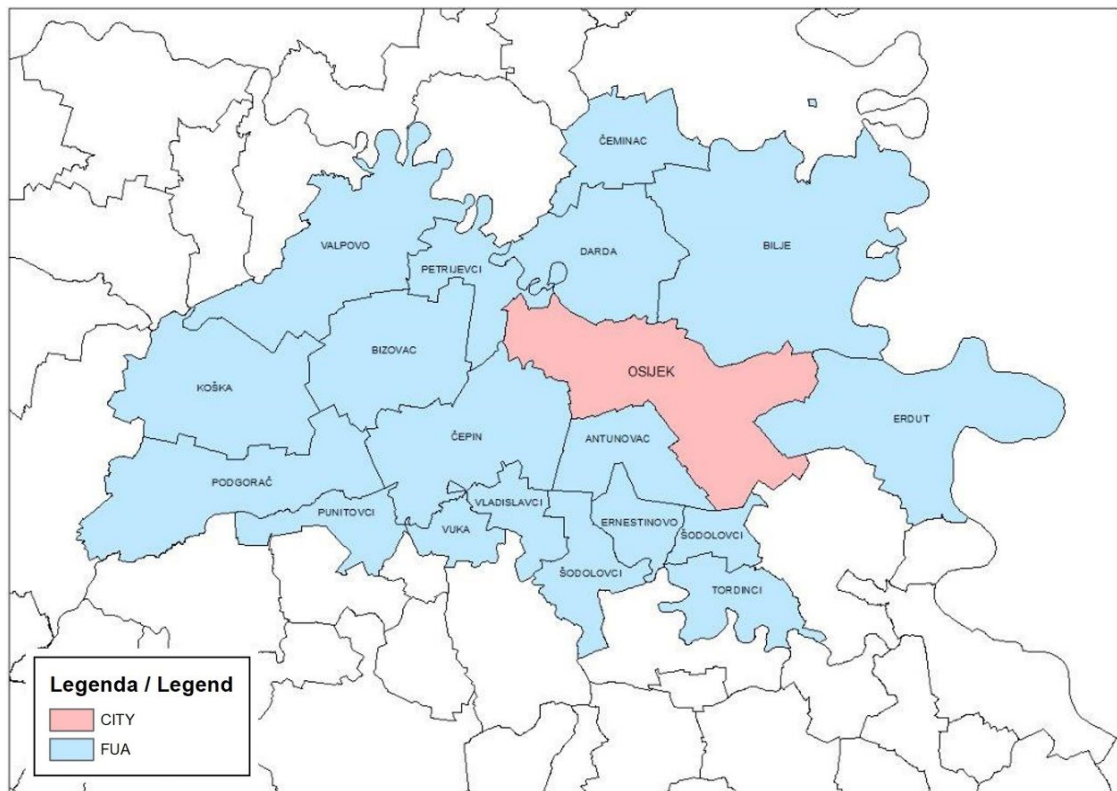 ČEMINAC
VALPOVO
DARDA
BILJE
PETRIJEVCI
BIZOVAC
OSIJEK
KOŠKA
ERDUT
ČEPIN
ANTUNOVAC
PODGORAČ
VLADISLAVCI
PUNITOVCI
ERNESTINOVO
VUKA
ŠODOLOVCI
ŠODOLOVCI
TORDINCI
Legenda / Legend
CITY
FUA